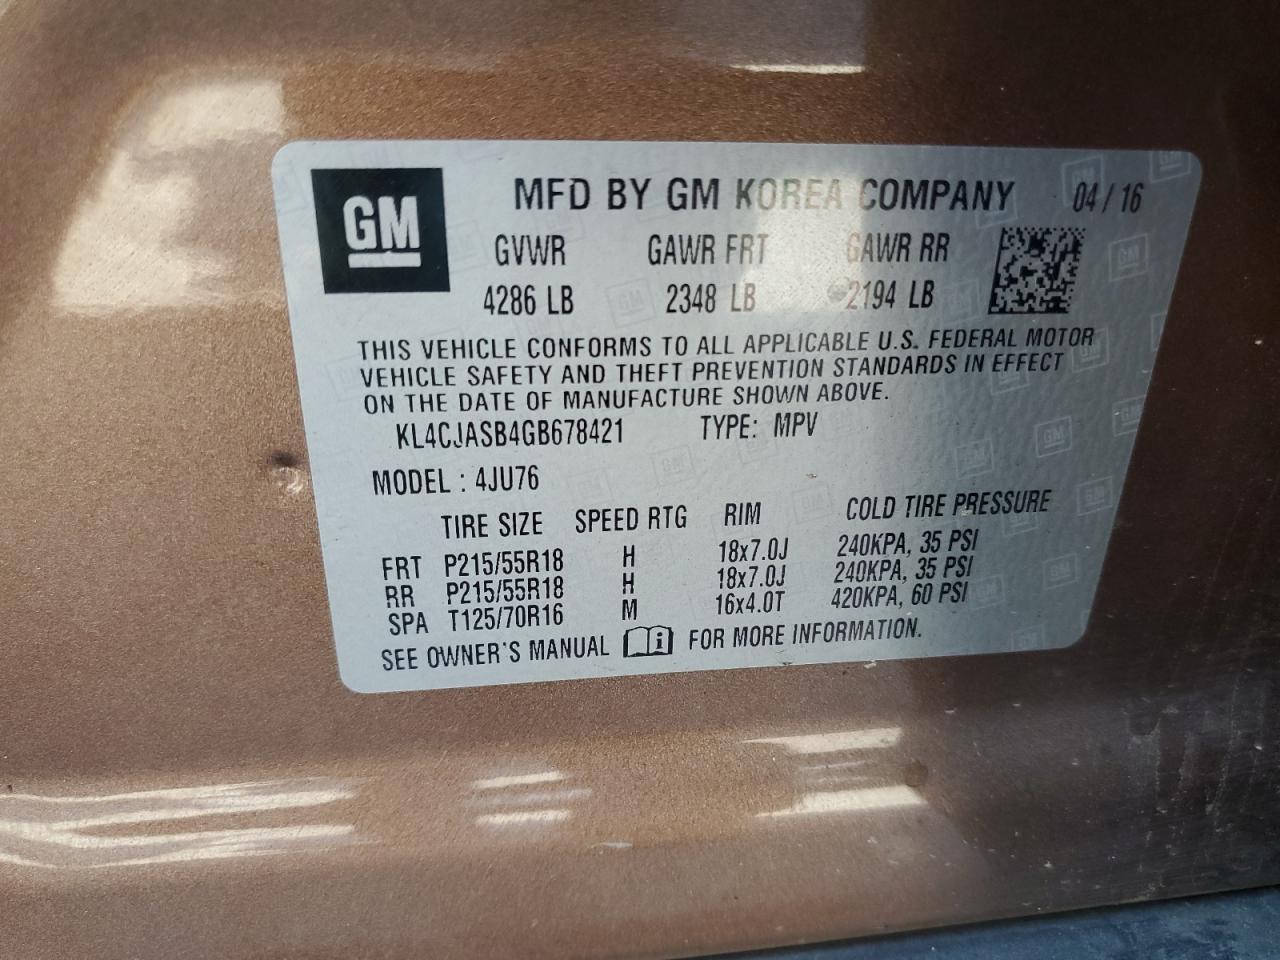 GM
MFD BY GM KOREA COMPANY 04 / 16
GVWR GAWR FRT GAWR RR
4286 LB 2348 LB 2194 LB
THIS VEHICLE CONFORMS TO ALL APPLICABLE U.S. FEDERAL MOTOR
VEHICLE SAFETY AND THEFT PREVENTION STANDARDS IN EFFECT
ON THE DATE OF MANUFACTURE SHOWN ABOVE.
KL4CJASB4GB678421 TYPE: MPV
MODEL : 4JU76
TIRE SIZE SPEED RTG RIM COLD TIRE PRESSURE
FRT P215/55R18 H 18x7.0J 240KPA, 35 PSI
RR P215/55R18 H 18x7.0J 240KPA, 35 PSI
SPA T125/70R16 M 16x4.0T 420KPA, 60 PSI
SEE OWNER'S MANUAL i FOR MORE INFORMATION.